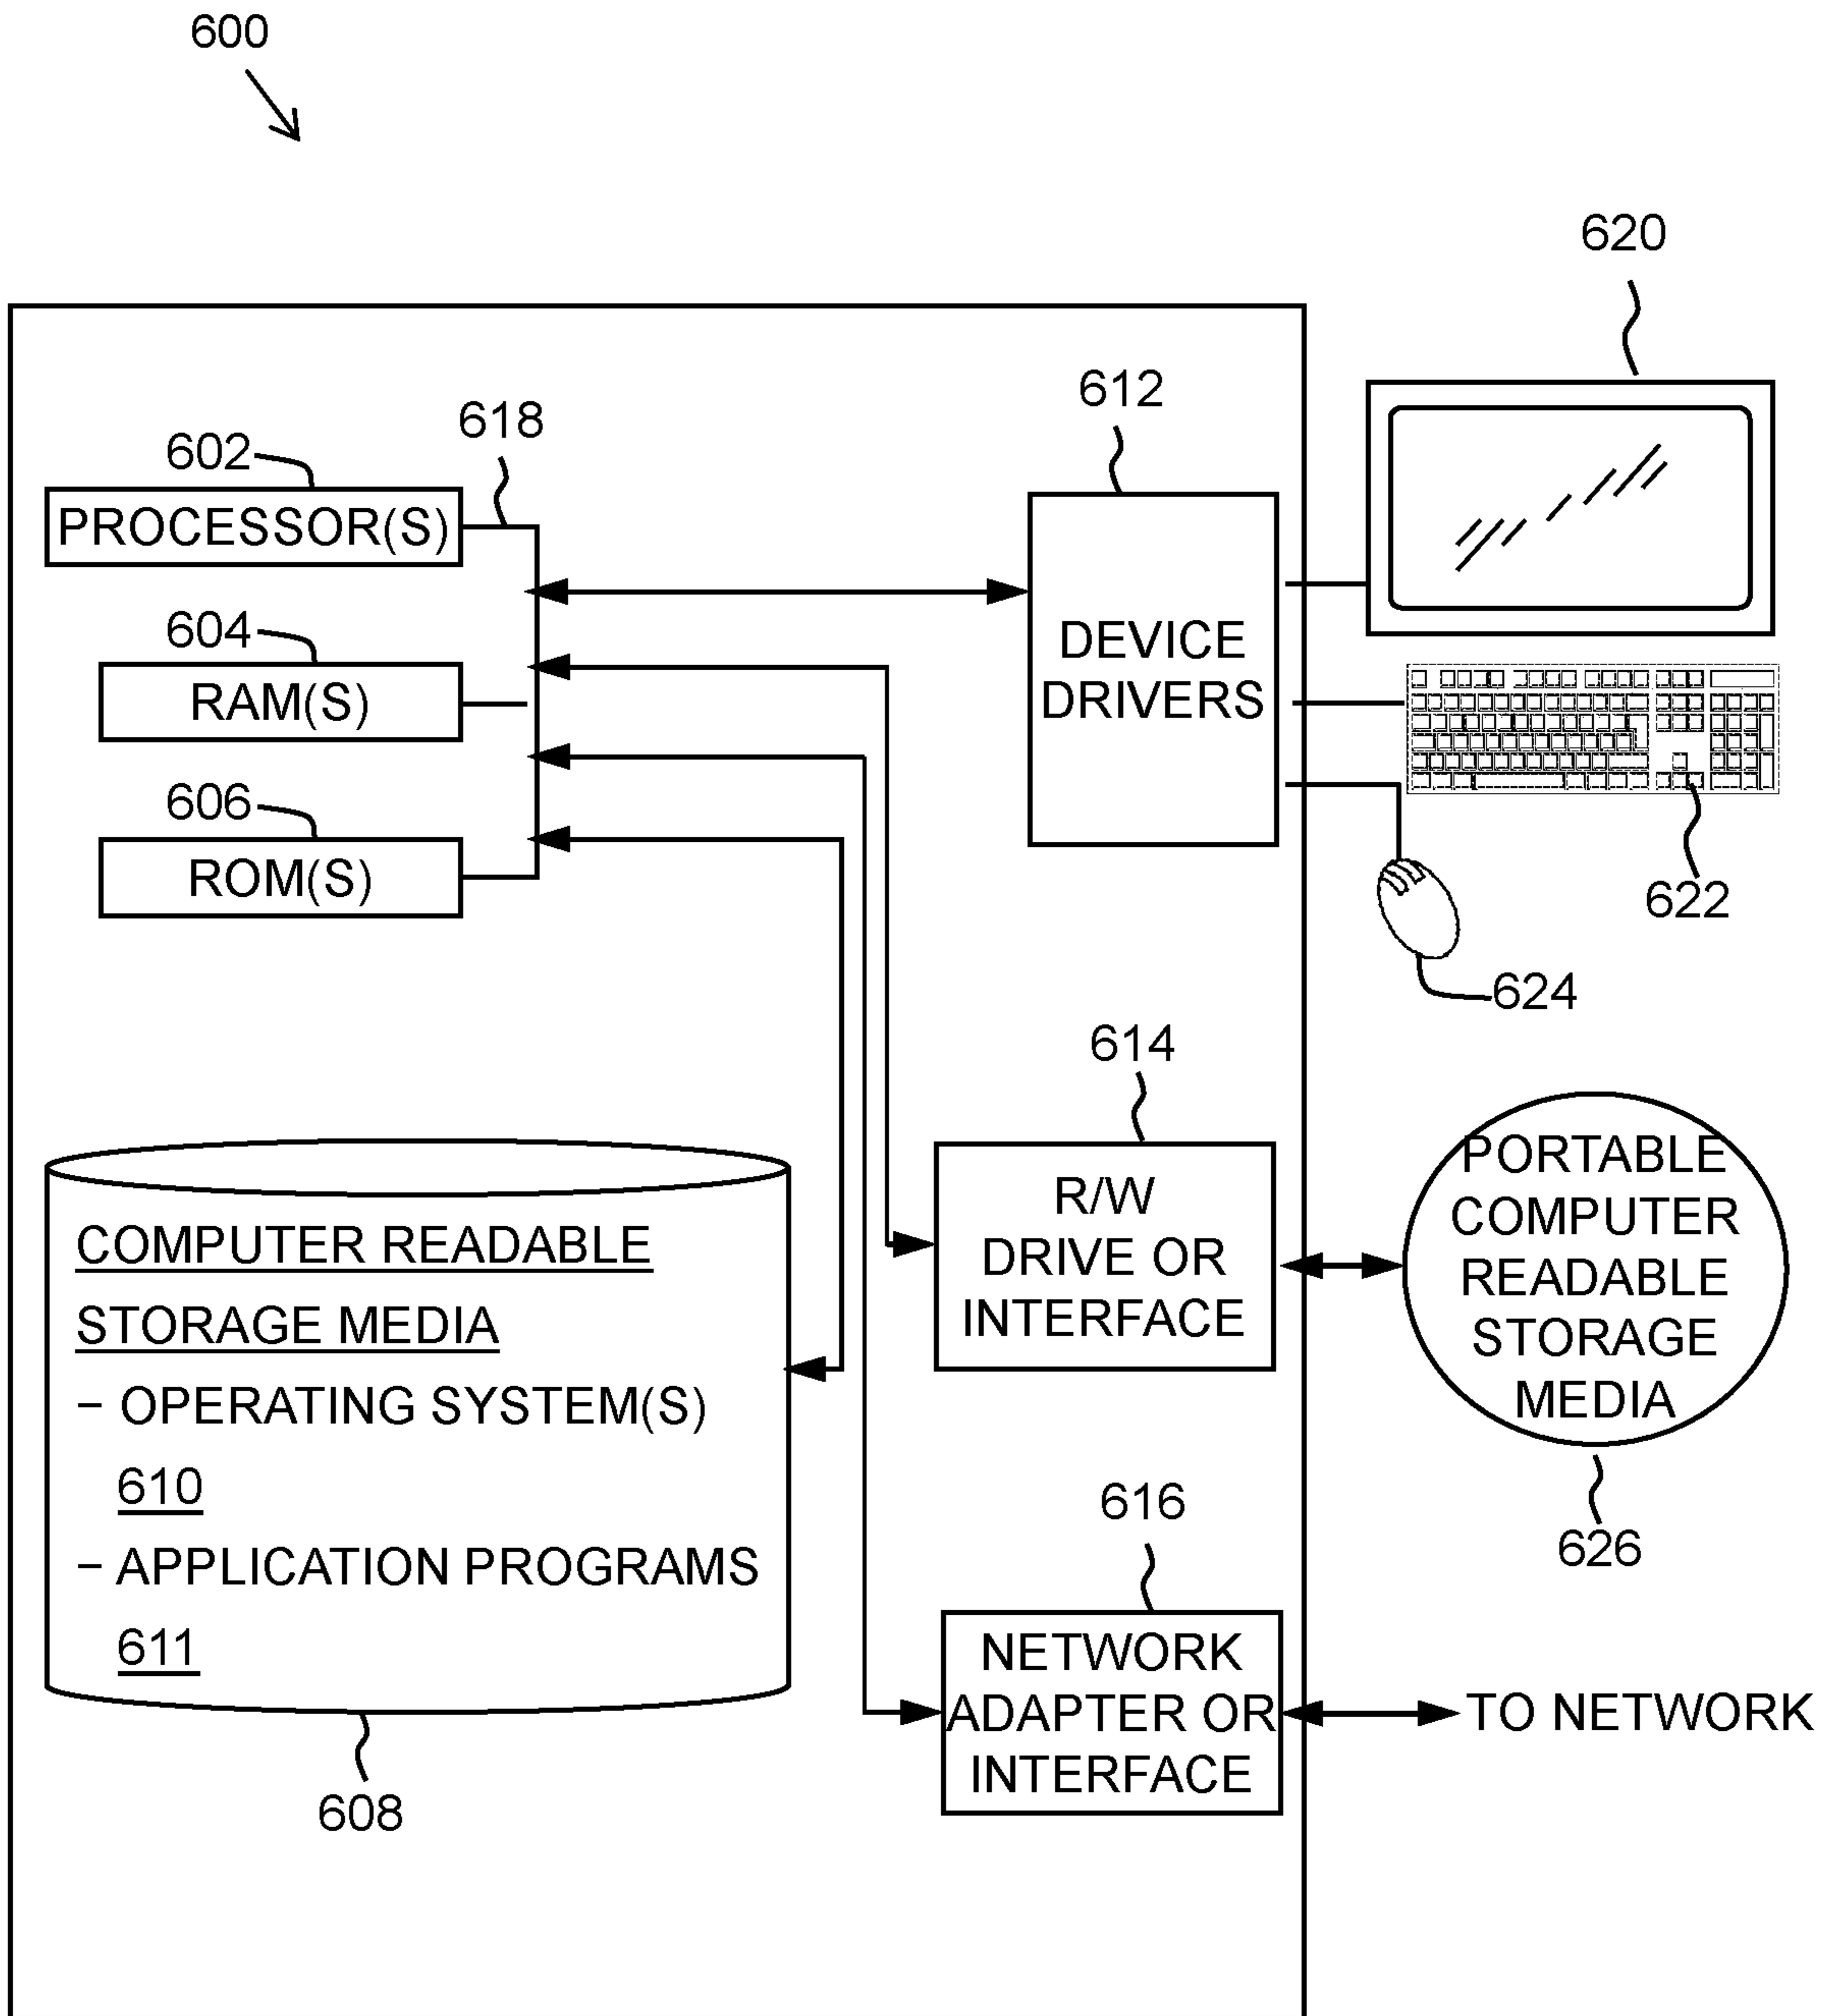 600
620
612
618
602
PROCESSOR(S)
604
RAM(S)
606
ROM(S)
DEVICE
DRIVERS
622
624
614
R/W
DRIVE OR
INTERFACE
PORTABLE
COMPUTER
READABLE
STORAGE
MEDIA
626
COMPUTER READABLE
STORAGE MEDIA
– OPERATING SYSTEM(S)
610
– APPLICATION PROGRAMS
611
608
616
NETWORK
ADAPTER OR
INTERFACE
TO NETWORK